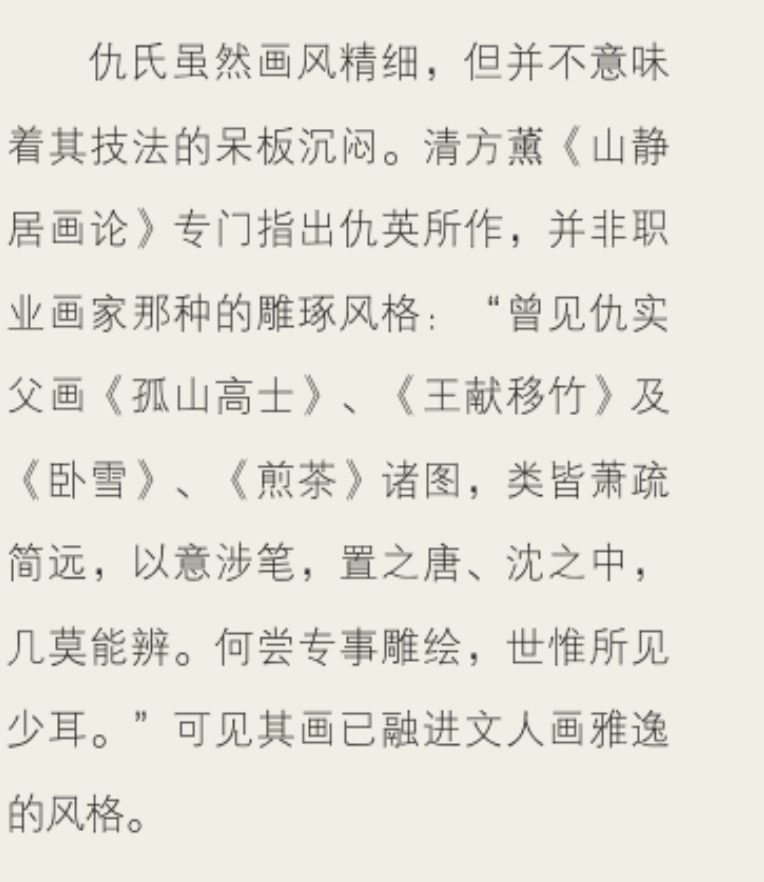 仇氏虽然画风精细，但并不意味
着其技法的呆板沉闷。清方薰《山静
居画论》专门指出仇英所作，并非职
业画家那种的雕琢风格：“曾见仇实
父画《孤山高士》、《王献移竹》及
《卧雪》、《煎茶》诸图，类皆萧疏
简远，以意涉笔，置之唐、沈之中，
几莫能辨。何尝专事雕绘，世惟所见
少耳。”可见其画已融进文人画雅逸
的风格。